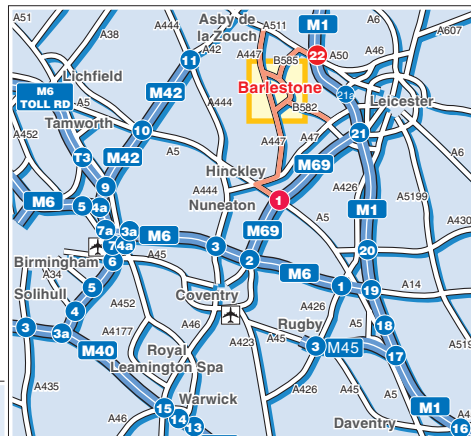 A51
A38
A444
Asby de
la Zouch
A511
M1
A6
A607
A42
A447
B585
22
A50
A46
11
Lichfield
M6
TOLL RD
A5
M42
Barlestone
21a
Leicester
A444
B582
A452
Tamworth
10
A5
A447
A47
21
T3
M42
Hinckley
M69
9
A444
A426
A5199
M6
5
4a
Nuneaton
1
A5
M1
7a
3a
M69
A430
7
4a
M6
3
20
Birmingham
6
A45
2
M6
A34
Solihull
5
Coventry
1
19
A14
A452
4
A46
Rugby
A5
18
3
3a
A4177
A423
A45
3
M45
17
M40
Royal
Leamington Spa
A435
A45
A426
A5
M1
Warwick
15
14
13
A46
Daventry
16